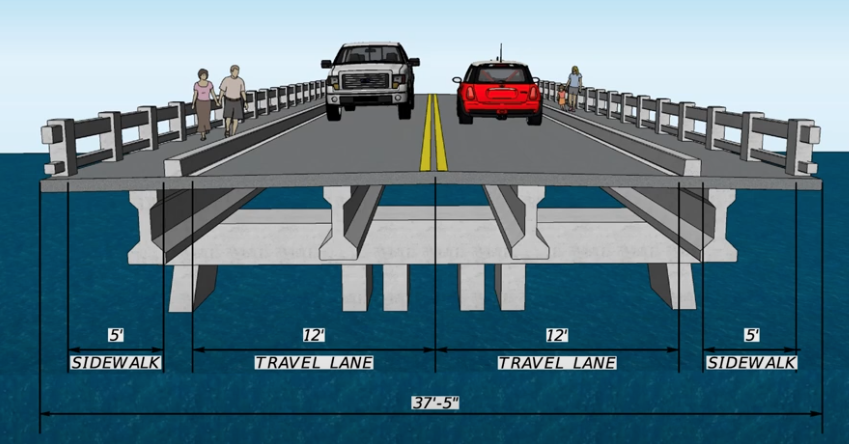 5'
SIDEWALK
12'
TRAVEL LANE
12'
TRAVEL LANE
5'
SIDEWALK
37'-5"